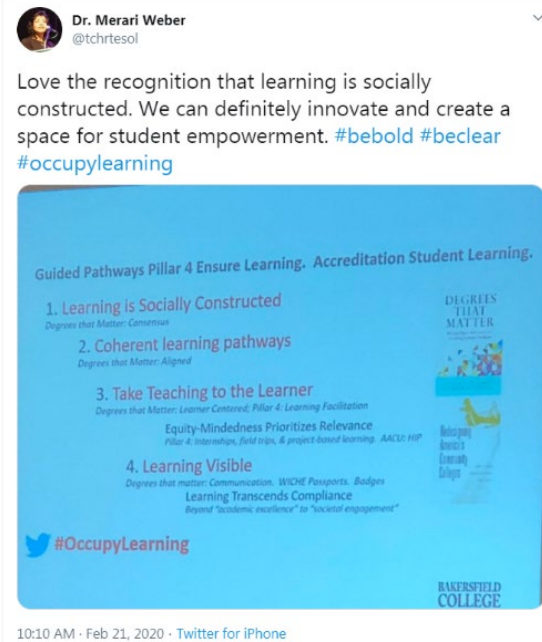 Dr. Merari Weber
@tchrtesol
Love the recognition that learning is socially
constructed. We can definitely innovate and create a
space for student empowerment. #bebold #beclear
#occupylearning
Guided Pathways Pillar 4 Ensure Learning. Accreditation Student Learning.
1. Learning is Socially Constructed
Degrees that Matter: Consensus
2. Coherent learning pathways
Degrees that Matter: Aligned
3. Take Teaching to the Learner
Degrees that Matter: Learner Centered; Pillar 4: Learning Facilitation
Equity-Mindedness Prioritizes Relevance
Pillar 4: Internships, field trips, & project-based learning. AACU: HIP
4. Learning Visible
Degrees that matter: Communication. WICHE Passports. Badges
Learning Transcends Compliance
Beyond "academic excellence" to "societal engagement"
DEGREES
THAT
MATTER
Redesigning
America's
Community
Colleges
#OccupyLearning
BAKERSFIELD
COLLEGE
10:10 AM · Feb 21, 2020 · Twitter for iPhone